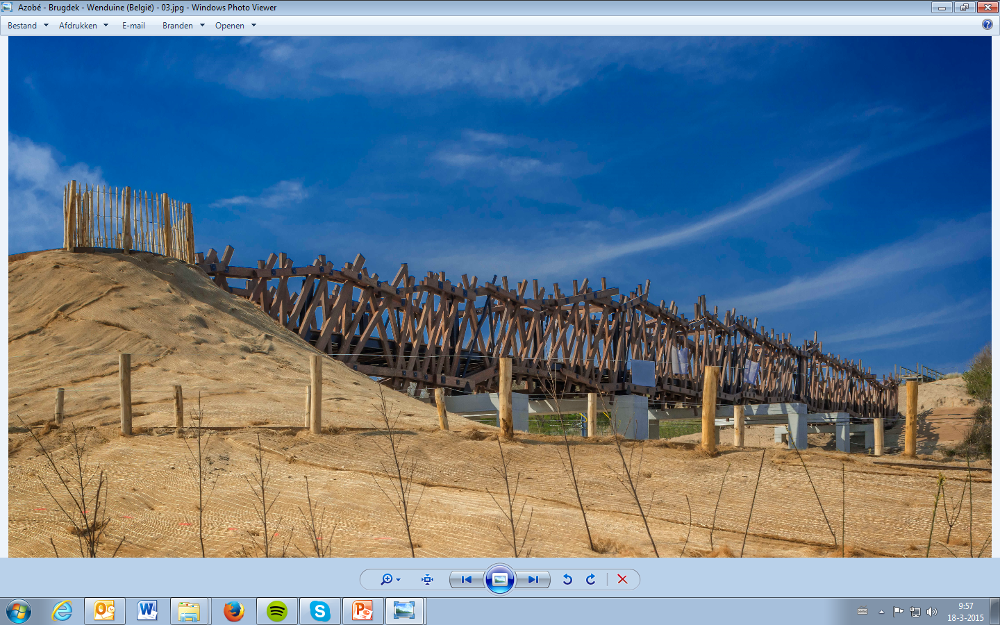 Azobé - Brugdek - Wenduine (België) - 03.jpg - Windows Photo Viewer
Bestand Afdrukken E-mail Branden Openen
9:57
18-3-2015